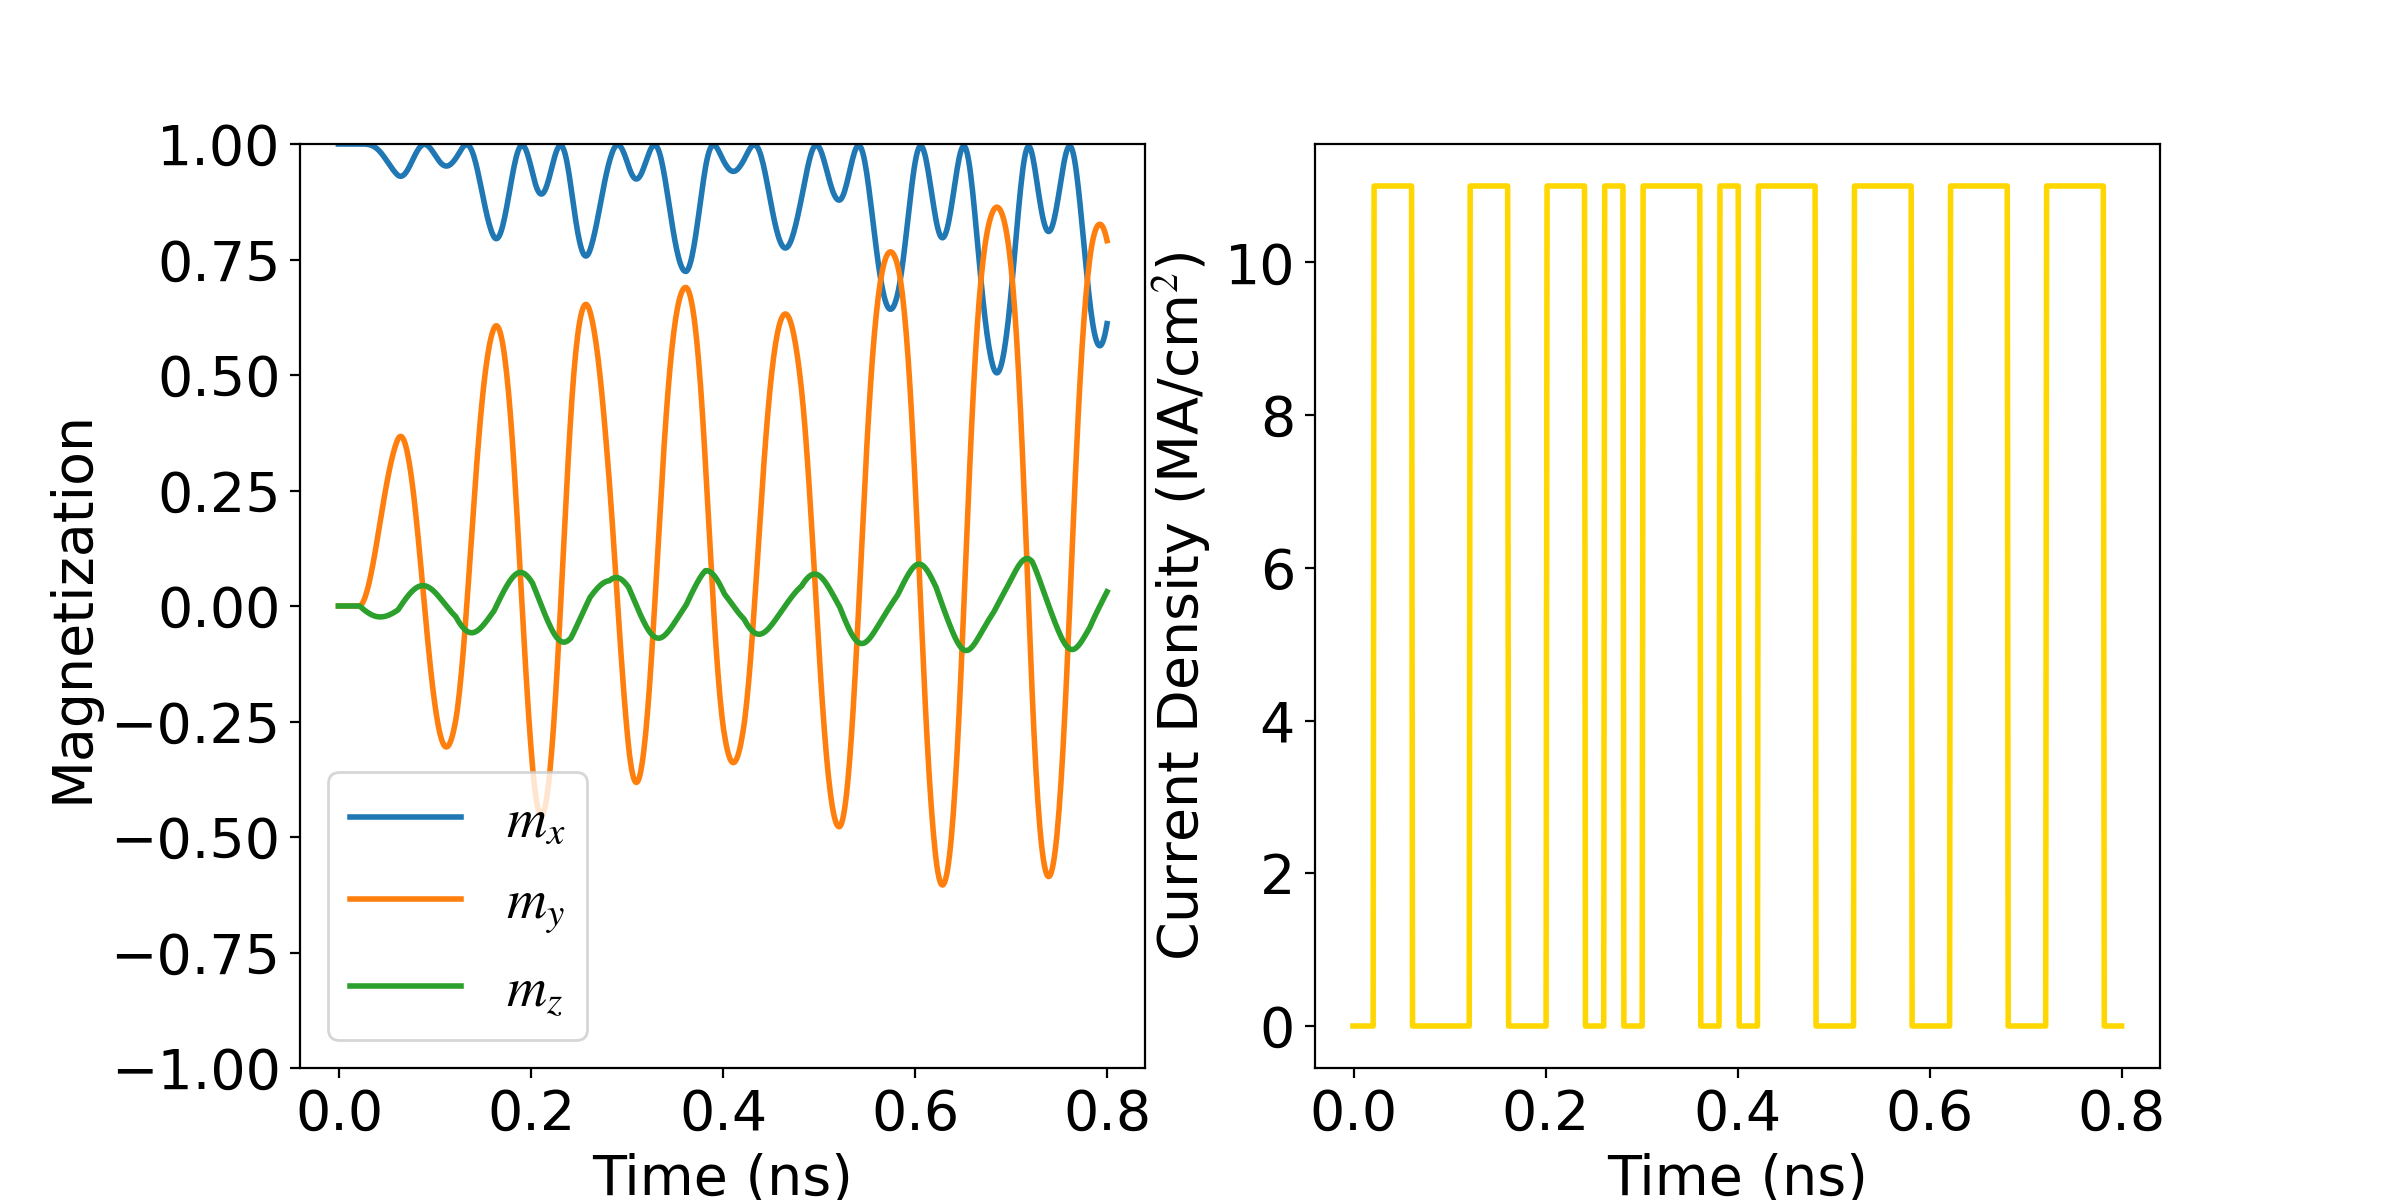 1.00
0.75
0.50
0.25
0.00
−0.25
−0.50
−0.75
−1.00
Magnetization
m_x
m_y
m_z
0.0 0.2 0.4 0.6 0.8
Time (ns)
Current Density (MA/cm²)
10
8
6
4
2
0
0.0 0.2 0.4 0.6 0.8
Time (ns)